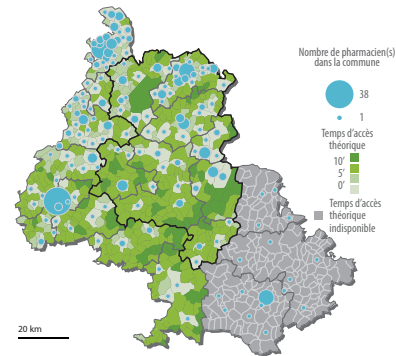 Nombre de pharmacien(s)
dans la commune
38
1
Temps d'accès
théorique
10'
5'
0'
Temps d'accès
théorique
indisponible
20 km